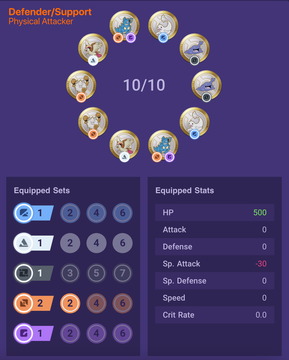 Defender/Support
Physical Attacker
10/10
Equipped Sets
1 2 4 6
1 2 4 6
1 3 5 7
2 2 4 6
1 2 4 6
Equipped Stats
HP 500
Attack 0
Defense 0
Sp. Attack -30
Sp. Defense 0
Speed 0
Crit Rate 0.0